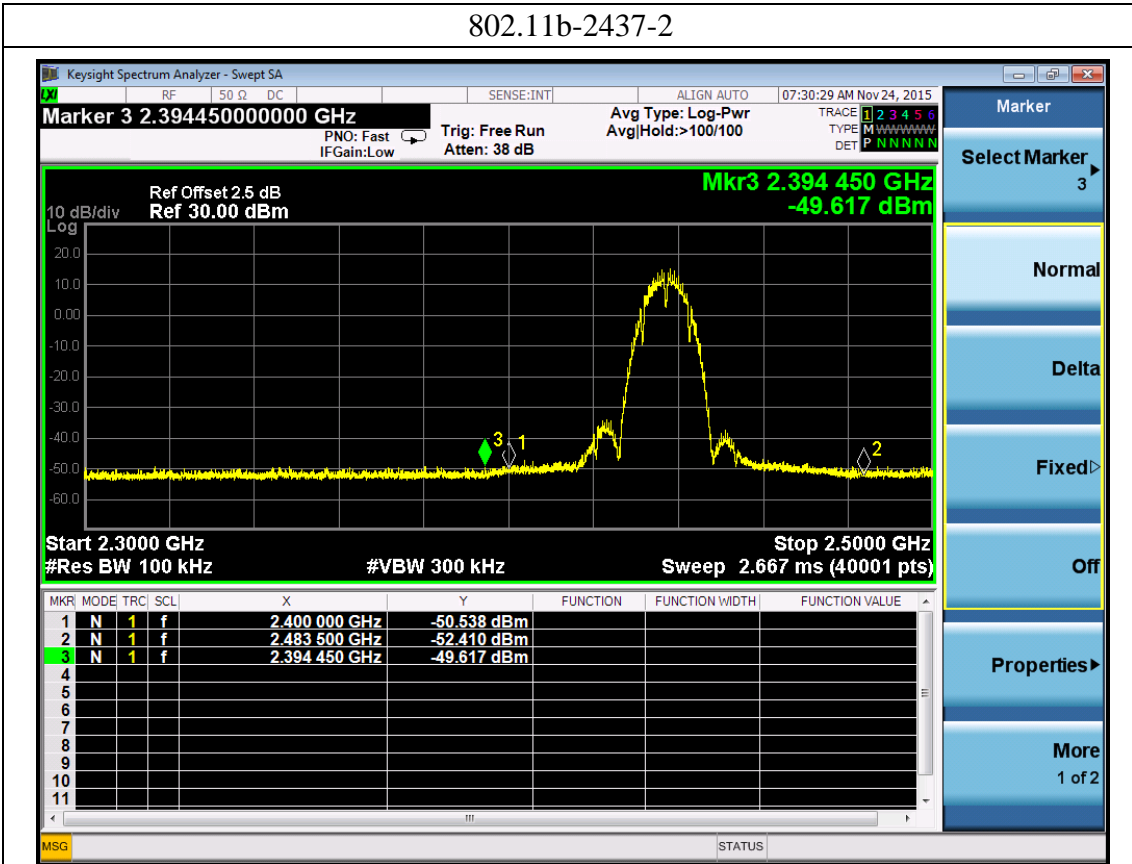 802.11b-2437-2
Keysight Spectrum Analyzer - Swept SA
LXI RF 50 Ω DC SENSE:INT ALIGN AUTO 07:30:29 AM Nov 24, 2015
Marker 3 2.394450000000 GHz
PNO: Fast
IFGain:Low
Trig: Free Run
Atten: 38 dB
Avg Type: Log-Pwr
Avg|Hold:>100/100
TRACE 1 2 3 4 5 6
TYPE M WWWWW
DET P N N N N N
Marker
Select Marker
3
Normal
Delta
Fixed
Off
Properties
More
1 of 2
Mkr3 2.394 450 GHz
-49.617 dBm
Ref Offset 2.5 dB
10 dB/div Ref 30.00 dBm
Log
20.0
10.0
0.00
-10.0
-20.0
-30.0
-40.0
-50.0
-60.0
3 1 2
Start 2.3000 GHz Stop 2.5000 GHz
#Res BW 100 kHz #VBW 300 kHz Sweep 2.667 ms (40001 pts)
MKR MODE TRC SCL X Y FUNCTION FUNCTION WIDTH FUNCTION VALUE
1 N 1 f 2.400 000 GHz -50.538 dBm
2 N 1 f 2.483 500 GHz -52.410 dBm
3 N 1 f 2.394 450 GHz -49.617 dBm
4
5
6
7
8
9
10
11
MSG STATUS